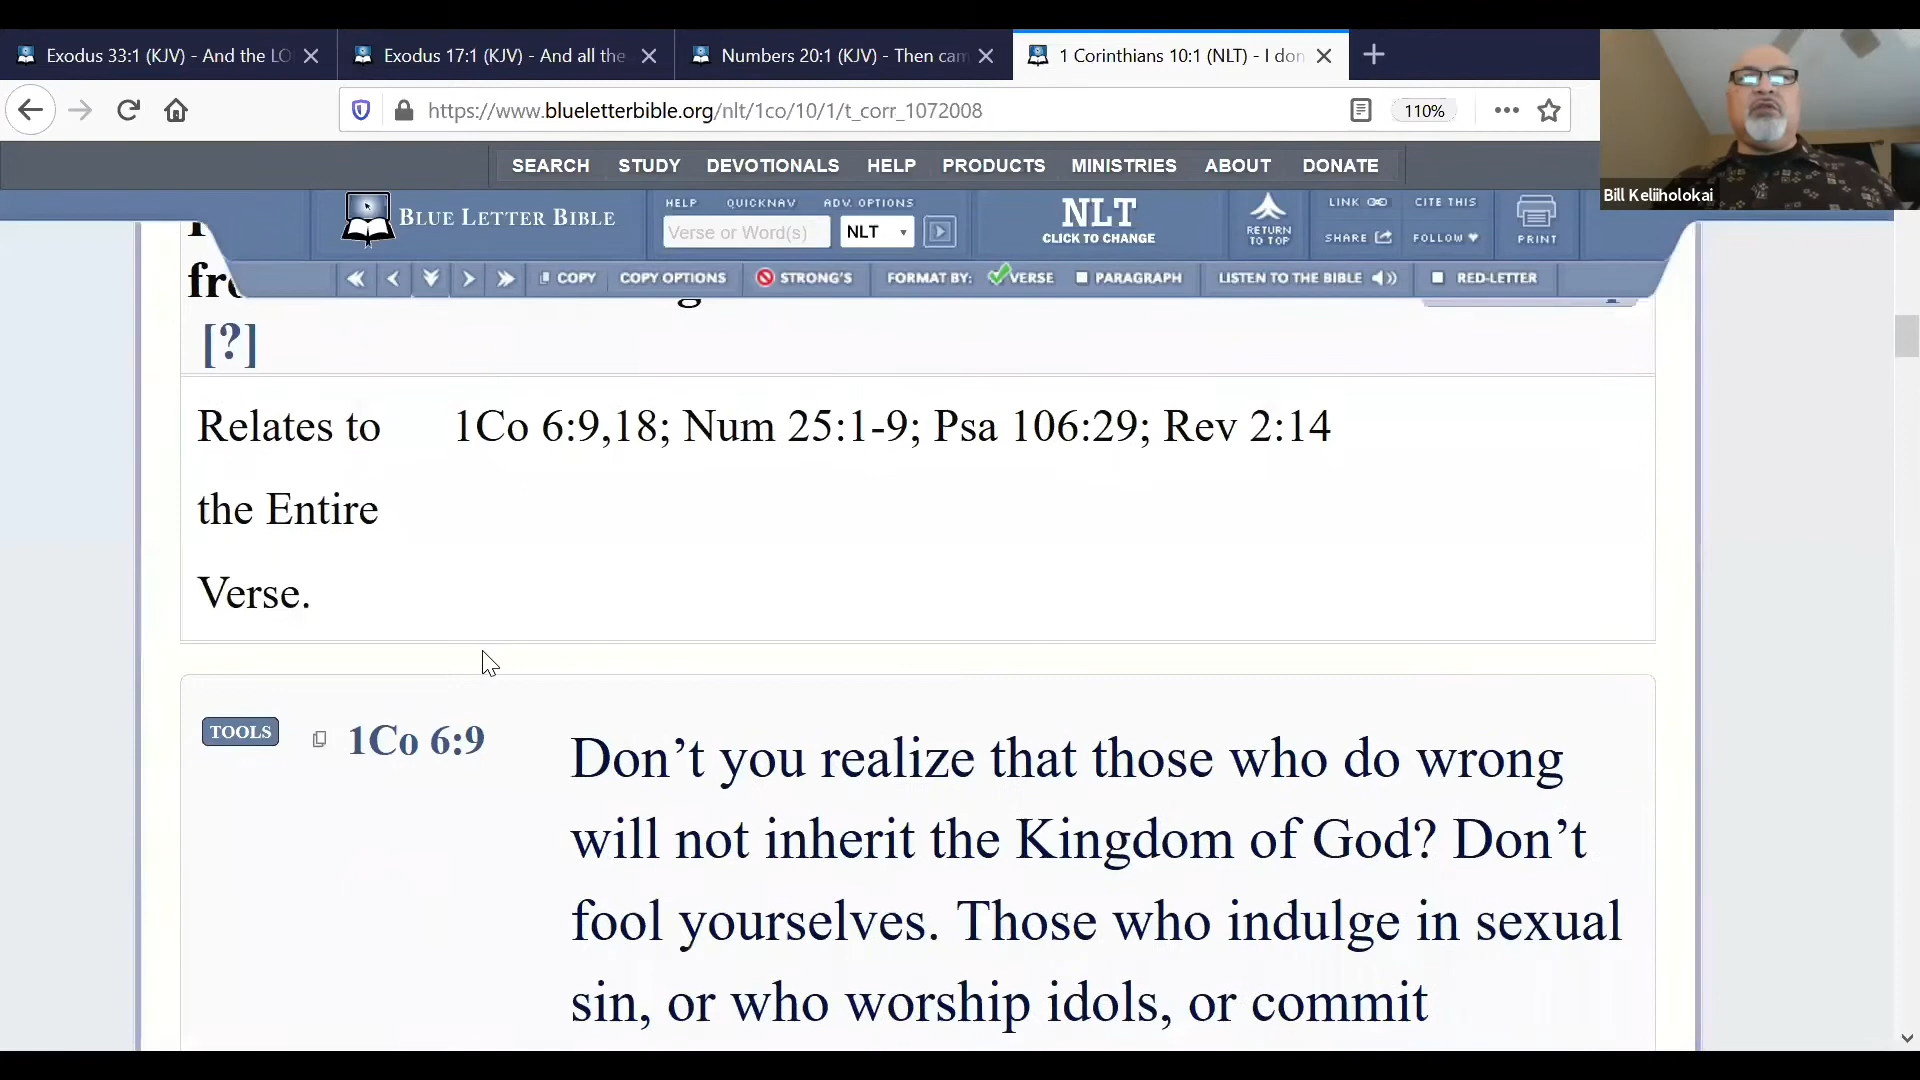 Exodus 33:1 (KJV) - And the LO
Exodus 17:1 (KJV) - And all the
Numbers 20:1 (KJV) - Then cam
1 Corinthians 10:1 (NLT) - I don
https://www.blueletterbible.org/nlt/1co/10/1/t_corr_1072008
110%
Bill Keliiholokai
SEARCH STUDY DEVOTIONALS HELP PRODUCTS MINISTRIES ABOUT DONATE
BLUE LETTER BIBLE
HELP QUICKNAV ADV. OPTIONS
Verse or Word(s) NLT
NLT
CLICK TO CHANGE
RETURN
TO TOP
LINK CITE THIS
SHARE FOLLOW
PRINT
COPY COPY OPTIONS STRONG'S FORMAT BY: VERSE PARAGRAPH LISTEN TO THE BIBLE RED-LETTER
[?]
Relates to 1Co 6:9,18; Num 25:1-9; Psa 106:29; Rev 2:14
the Entire
Verse.
TOOLS 1Co 6:9 Don’t you realize that those who do wrong
will not inherit the Kingdom of God? Don’t
fool yourselves. Those who indulge in sexual
sin, or who worship idols, or commit